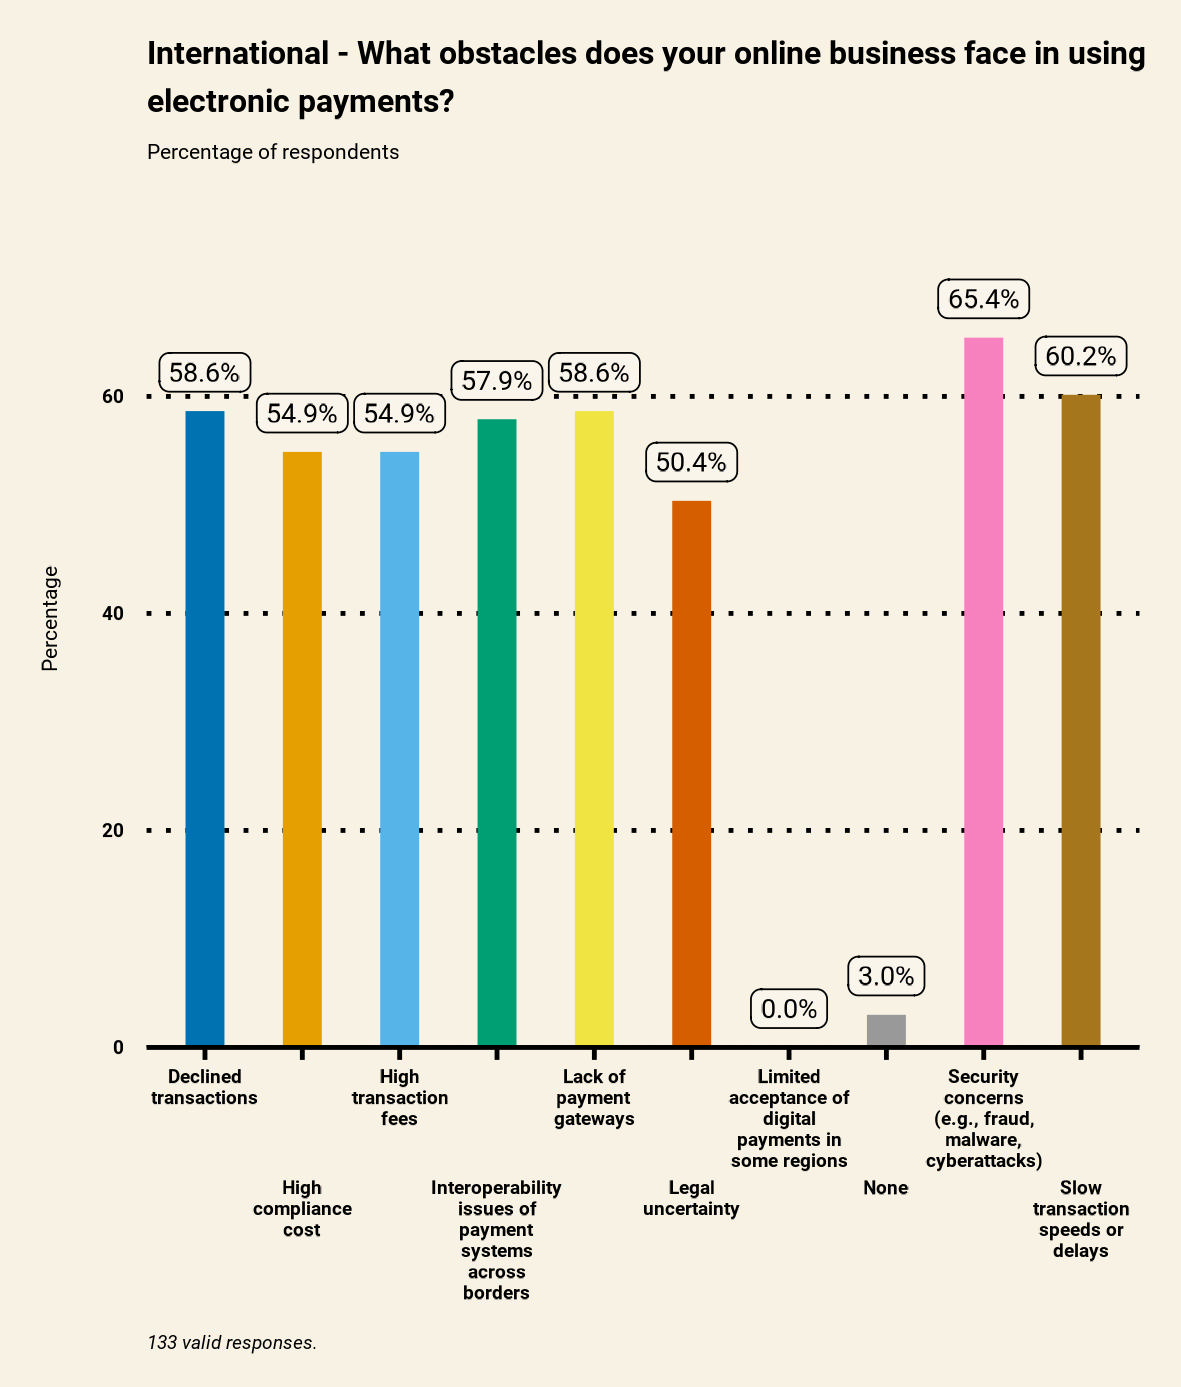 International - What obstacles does your online business face in using
electronic payments?
Percentage of respondents
65.4%
60.2%
58.6%
58.6%
57.9%
54.9%
54.9%
50.4%
3.0%
0.0%
60
40
20
0
Percentage
Declined
transactions
High
compliance
cost
High
transaction
fees
Interoperability
issues of
payment
systems
across
borders
Lack of
payment
gateways
Legal
uncertainty
Limited
acceptance of
digital
payments in
some regions
None
Security
concerns
(e.g., fraud,
malware,
cyberattacks)
Slow
transaction
speeds or
delays
133 valid responses.